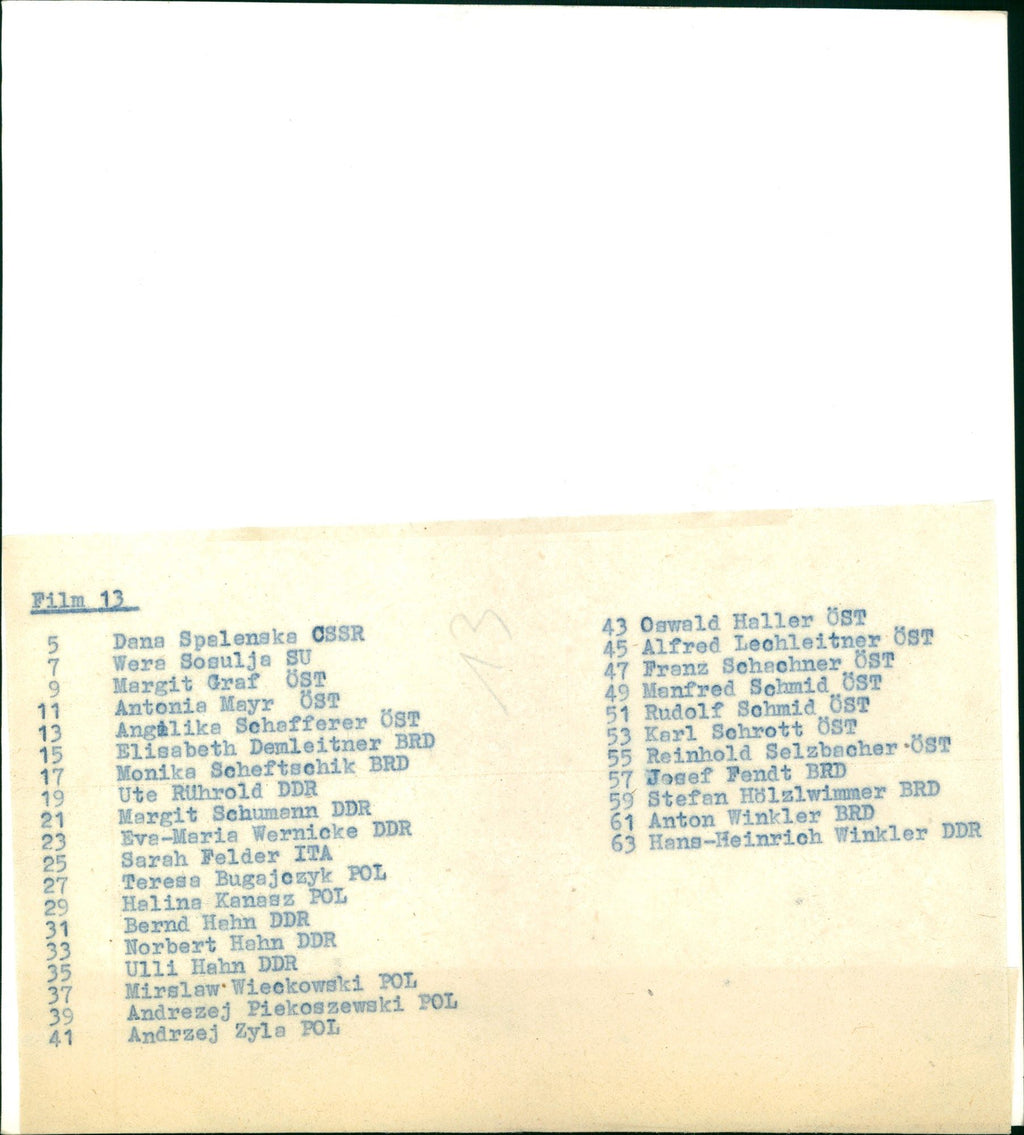 Film 13
13
5 Dana Spalenska CSSR
7 Wera Sosulja SU
9 Margit Graf ÖST
11 Antonia Mayr ÖST
13 Angelika Schafferer ÖST
15 Elisabeth Demleitner BRD
17 Monika Scheftschik BRD
19 Ute Rührold DDR
21 Margit Schumann DDR
23 Eva-Maria Wernicke DDR
25 Sarah Felder ITA
27 Teresa Bugajczyk POL
29 Halina Kanasz POL
31 Bernd Hahn DDR
33 Norbert Hahn DDR
35 Ulli Hahn DDR
37 Mirslaw Wieckowski POL
39 Andrezej Piekoszewski POL
41 Andrzej Zyla POL
43 Oswald Haller ÖST
45 Alfred Lechleitner ÖST
47 Franz Schachner ÖST
49 Manfred Schmid ÖST
51 Rudolf Schmid ÖST
53 Karl Schrott ÖST
55 Reinhold Selzbacher ÖST
57 Josef Fendt BRD
59 Stefan Hölzlwimmer BRD
61 Anton Winkler BRD
63 Hans-Heinrich Winkler DDR